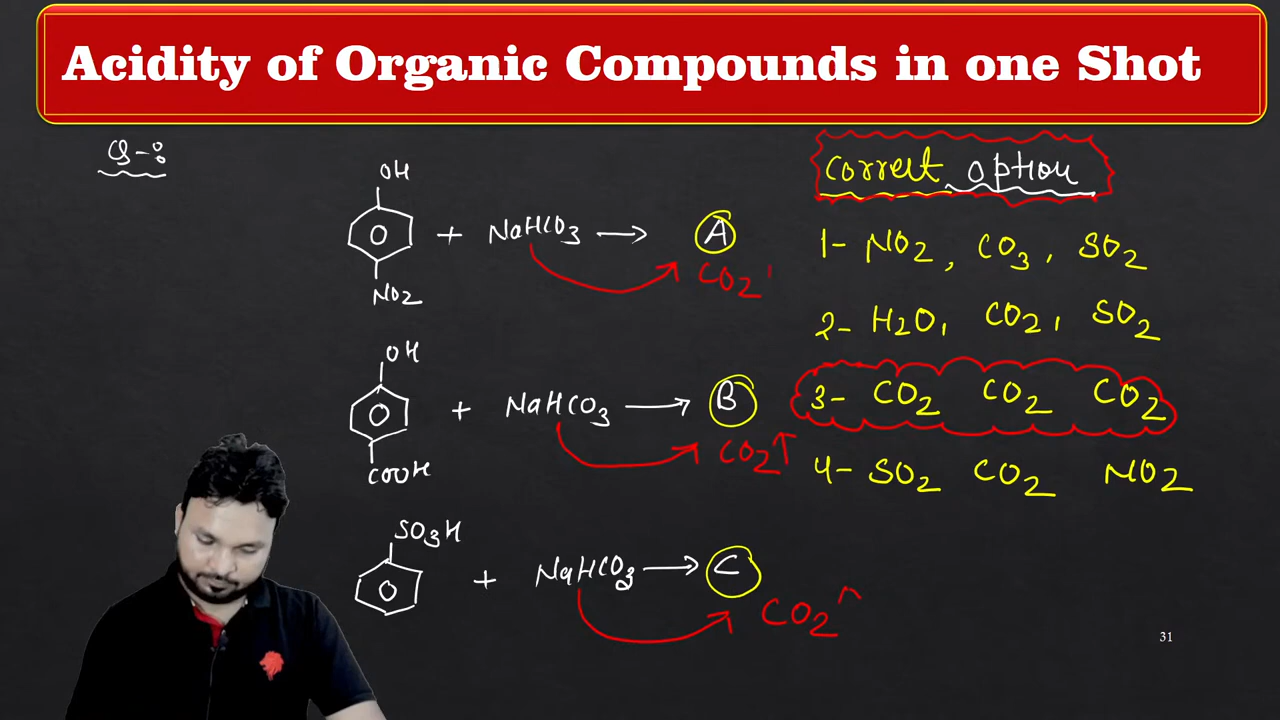 Acidity of Organic Compounds in one Shot
Q-:
correct option
OH
+ NaHCO3 → A
NO2
CO2↑
1- NO2, CO3, SO2
2- H2O, CO2, SO2
OH
+ NaHCO3 → B
COOH
CO2↑
3- CO2 CO2 CO2
4- SO2 CO2 NO2
SO3H
+ NaHCO3 → C
CO2↑
31